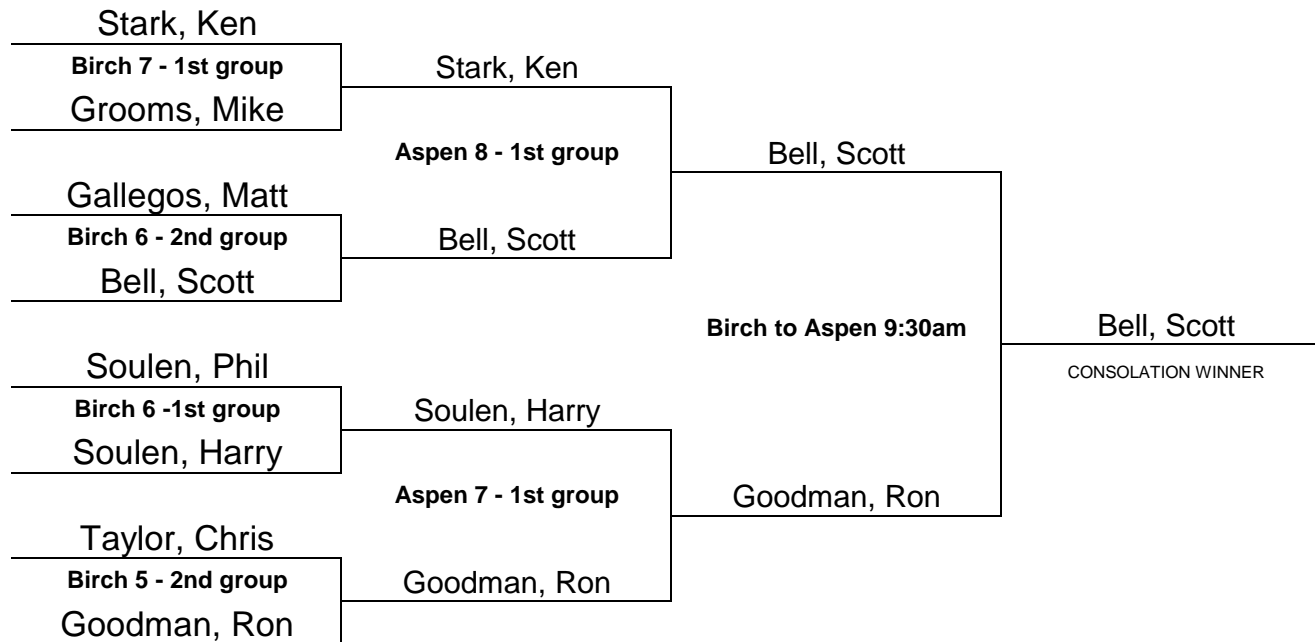 Stark, Ken
Birch 7 - 1st group
Grooms, Mike
Gallegos, Matt
Birch 6 - 2nd group
Bell, Scott
Soulen, Phil
Birch 6 -1st group
Soulen, Harry
Taylor, Chris
Birch 5 - 2nd group
Goodman, Ron
Stark, Ken
Aspen 8 - 1st group
Bell, Scott
Soulen, Harry
Aspen 7 - 1st group
Goodman, Ron
Bell, Scott
Birch to Aspen 9:30am
Goodman, Ron
Bell, Scott
CONSOLATION WINNER